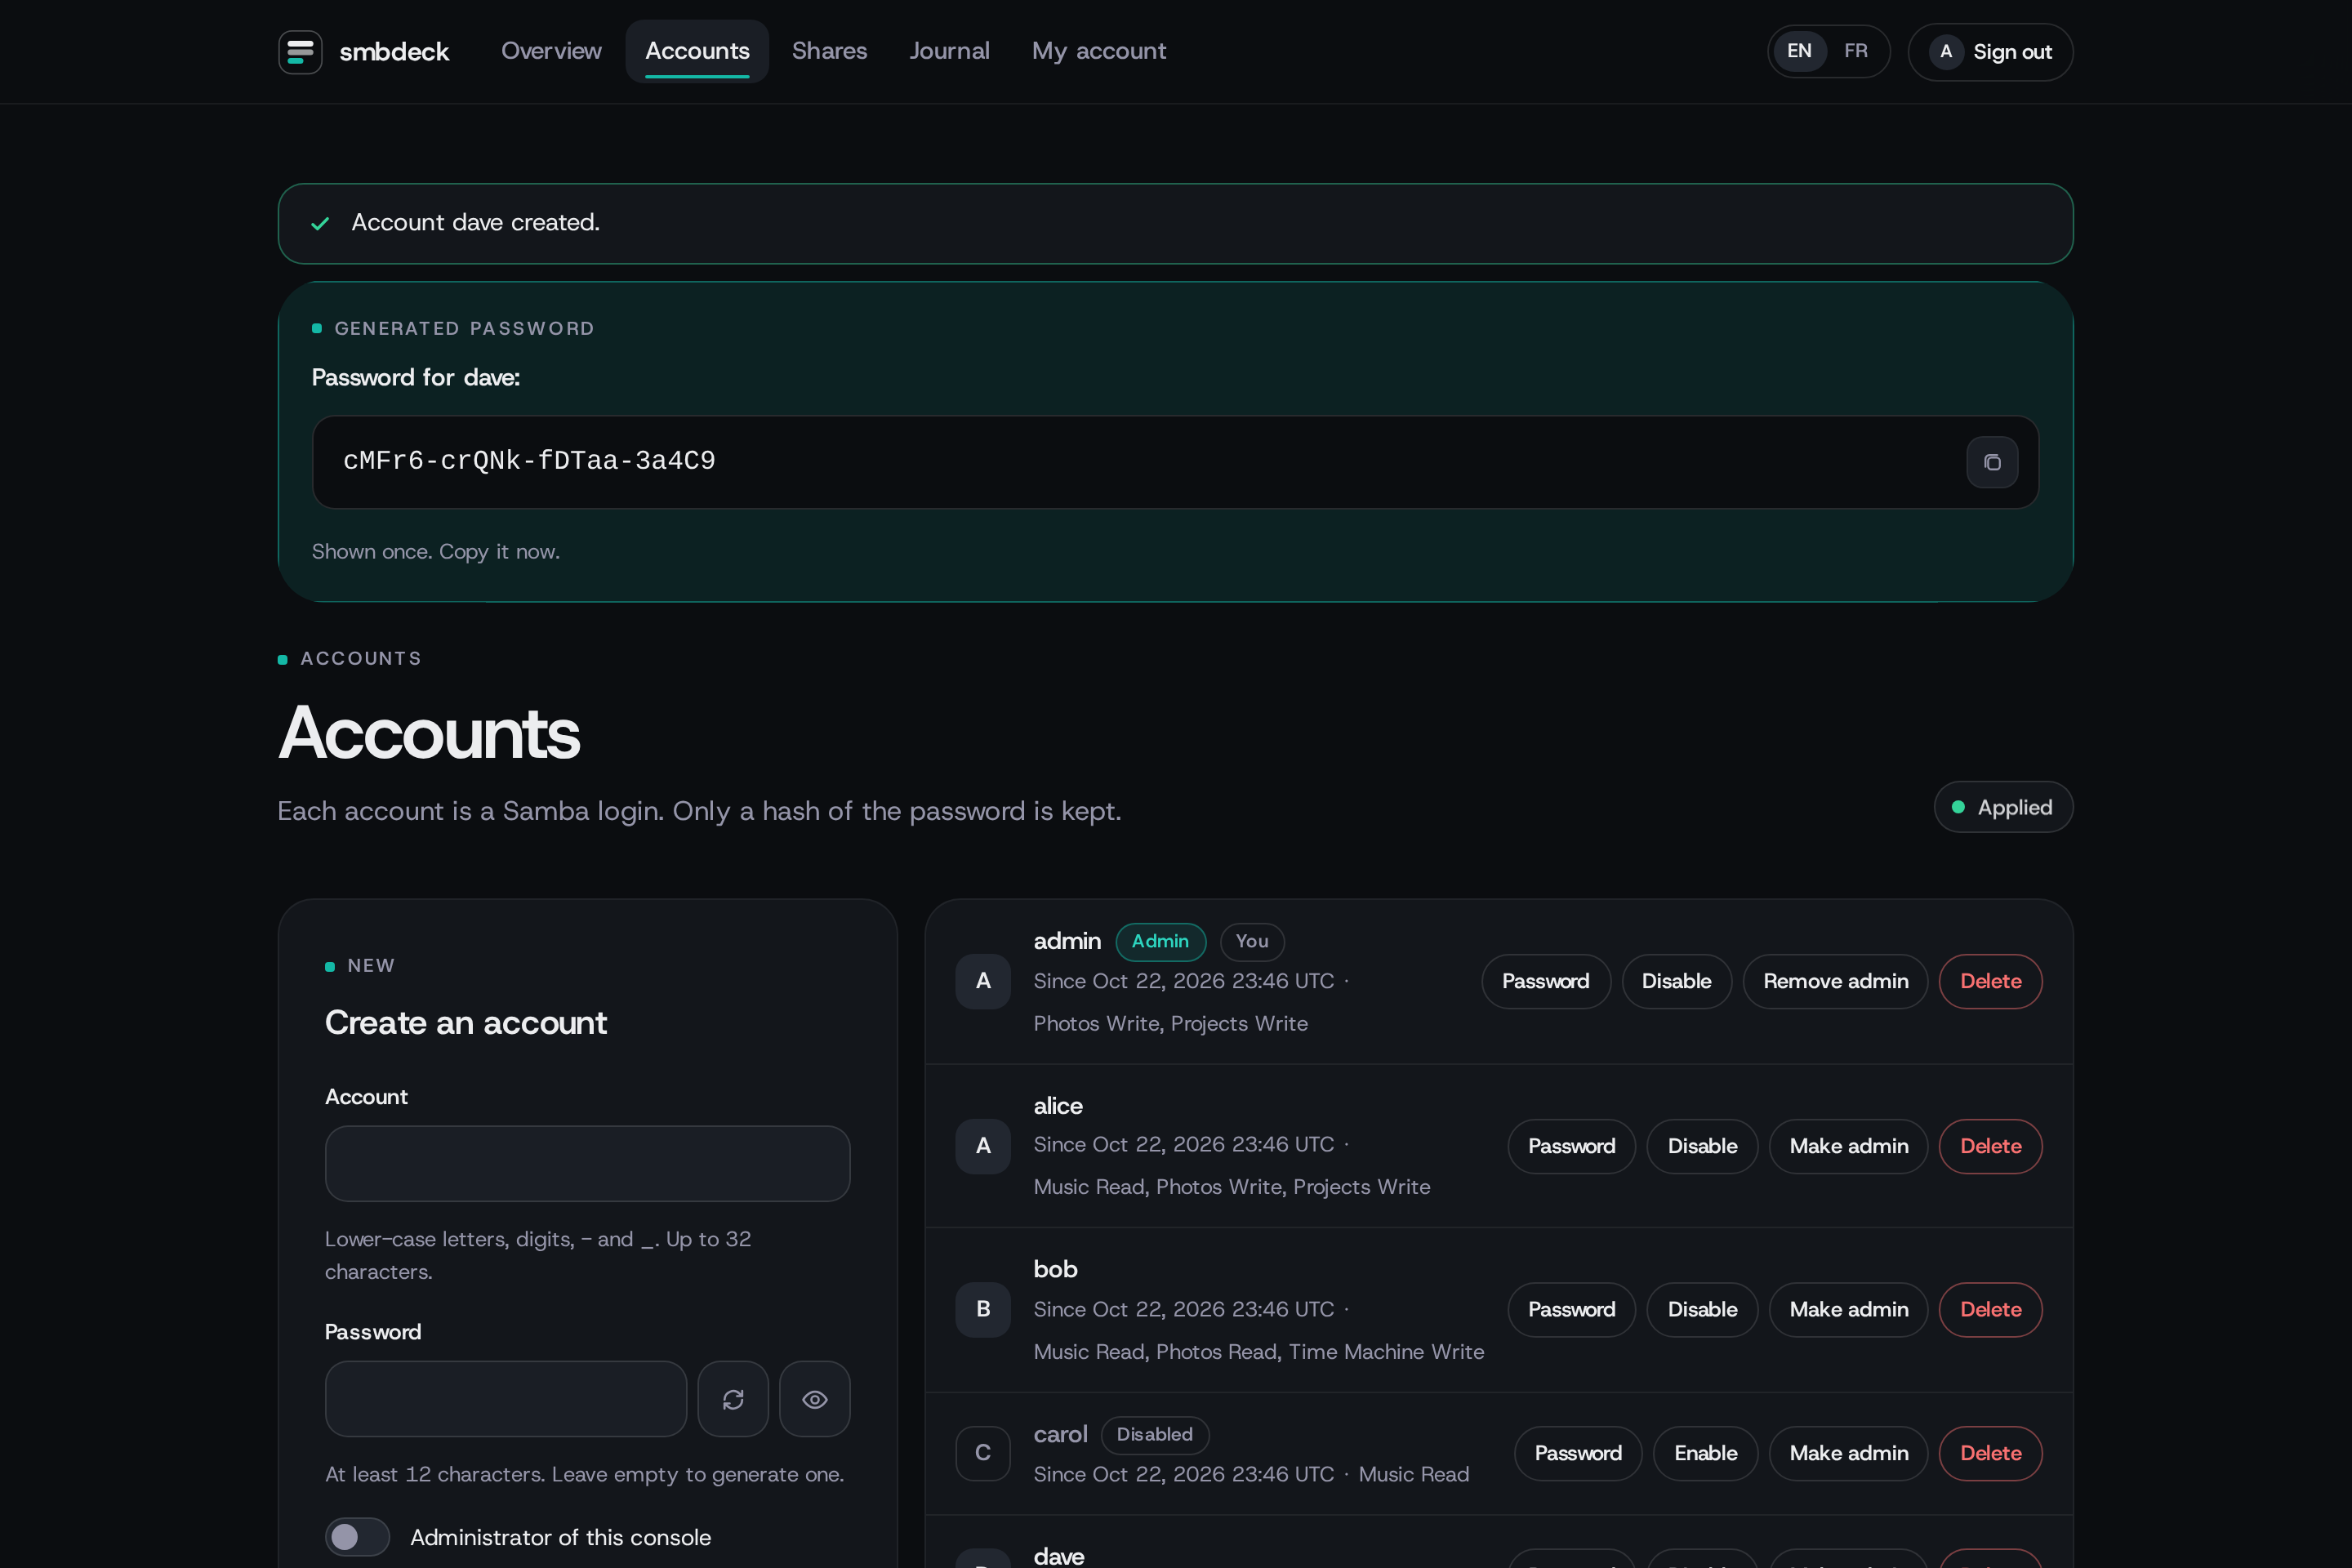 smbdeck Overview Accounts Shares Journal My account EN FR A Sign out
Account dave created.
GENERATED PASSWORD
Password for dave:
cMFr6-crQNk-fDTaa-3a4C9
Shown once. Copy it now.
ACCOUNTS
Accounts
Each account is a Samba login. Only a hash of the password is kept.
Applied
NEW
Create an account
Account
Lower-case letters, digits, - and _. Up to 32
characters.
Password
At least 12 characters. Leave empty to generate one.
Administrator of this console
admin Admin You
A
Since Oct 22, 2026 23:46 UTC ·
Photos Write, Projects Write
Password Disable Remove admin Delete
alice
A
Since Oct 22, 2026 23:46 UTC ·
Music Read, Photos Write, Projects Write
Password Disable Make admin Delete
bob
B
Since Oct 22, 2026 23:46 UTC ·
Music Read, Photos Read, Time Machine Write
Password Disable Make admin Delete
carol Disabled
C
Since Oct 22, 2026 23:46 UTC · Music Read
Password Enable Make admin Delete
dave